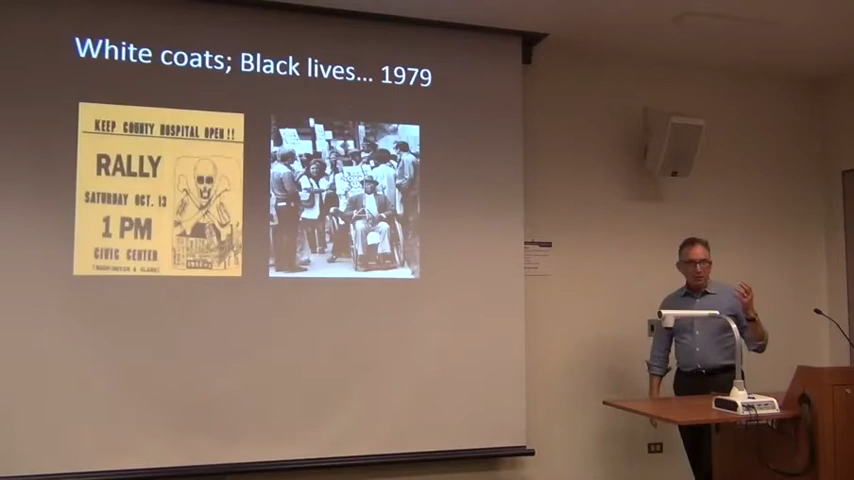 White coats; Black lives... 1979
KEEP COUNTY HOSPITAL OPEN!!
RALLY
SATURDAY OCT. 13
1 PM
CIVIC CENTER